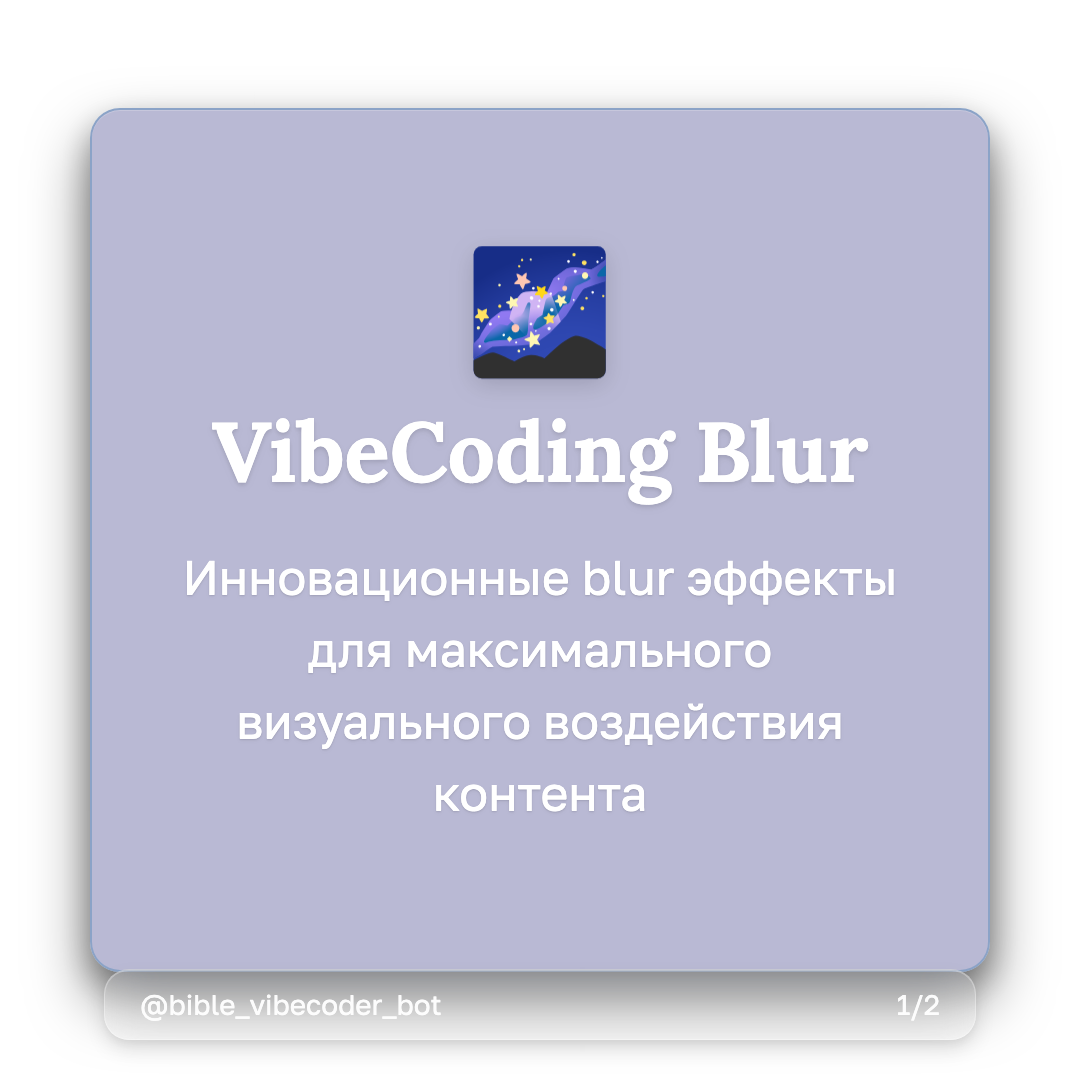 VibeCoding Blur
Инновационные blur эффекты
для максимального
визуального воздействия
контента
@bible_vibecoder_bot
1/2